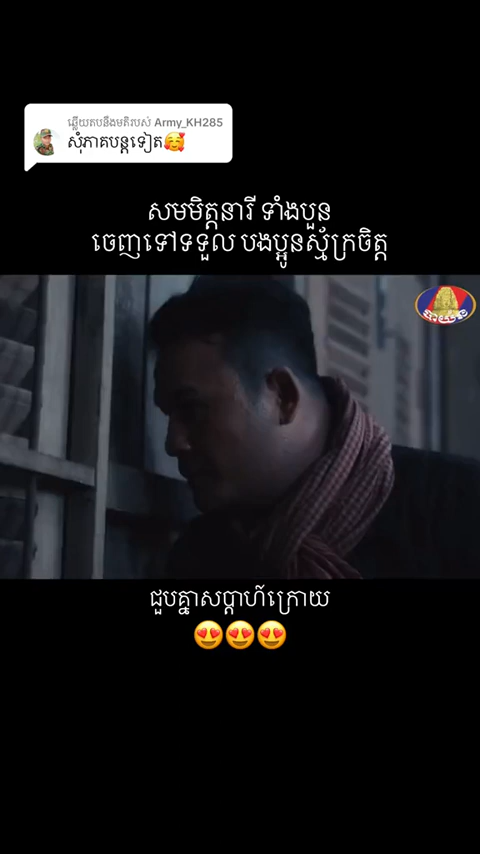 ឆ្លើយតបនឹងមតិរបស់ Army_KH285
សុំភាគបន្តទៀត🥰
សមមិត្តនារី ទាំងបួន
ចេញទៅទទួល បងប្អូនស្ម័គ្រចិត្ត
បាយ័ន
ជួបគ្នាសប្តាហ៍ក្រោយ
😍😍😍